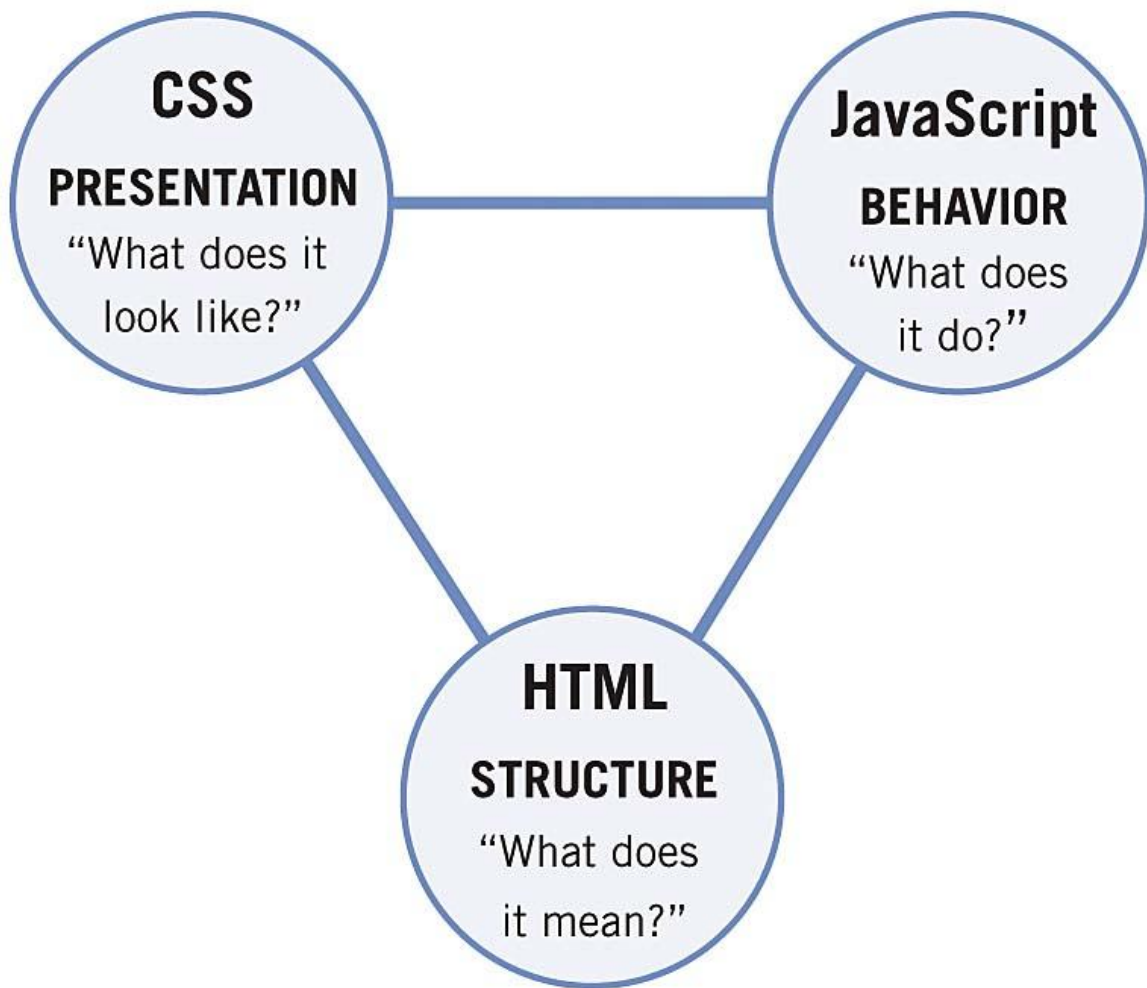 CSS
PRESENTATION
“What does it
look like?”
JavaScript
BEHAVIOR
“What does
it do?”
HTML
STRUCTURE
“What does
it mean?”